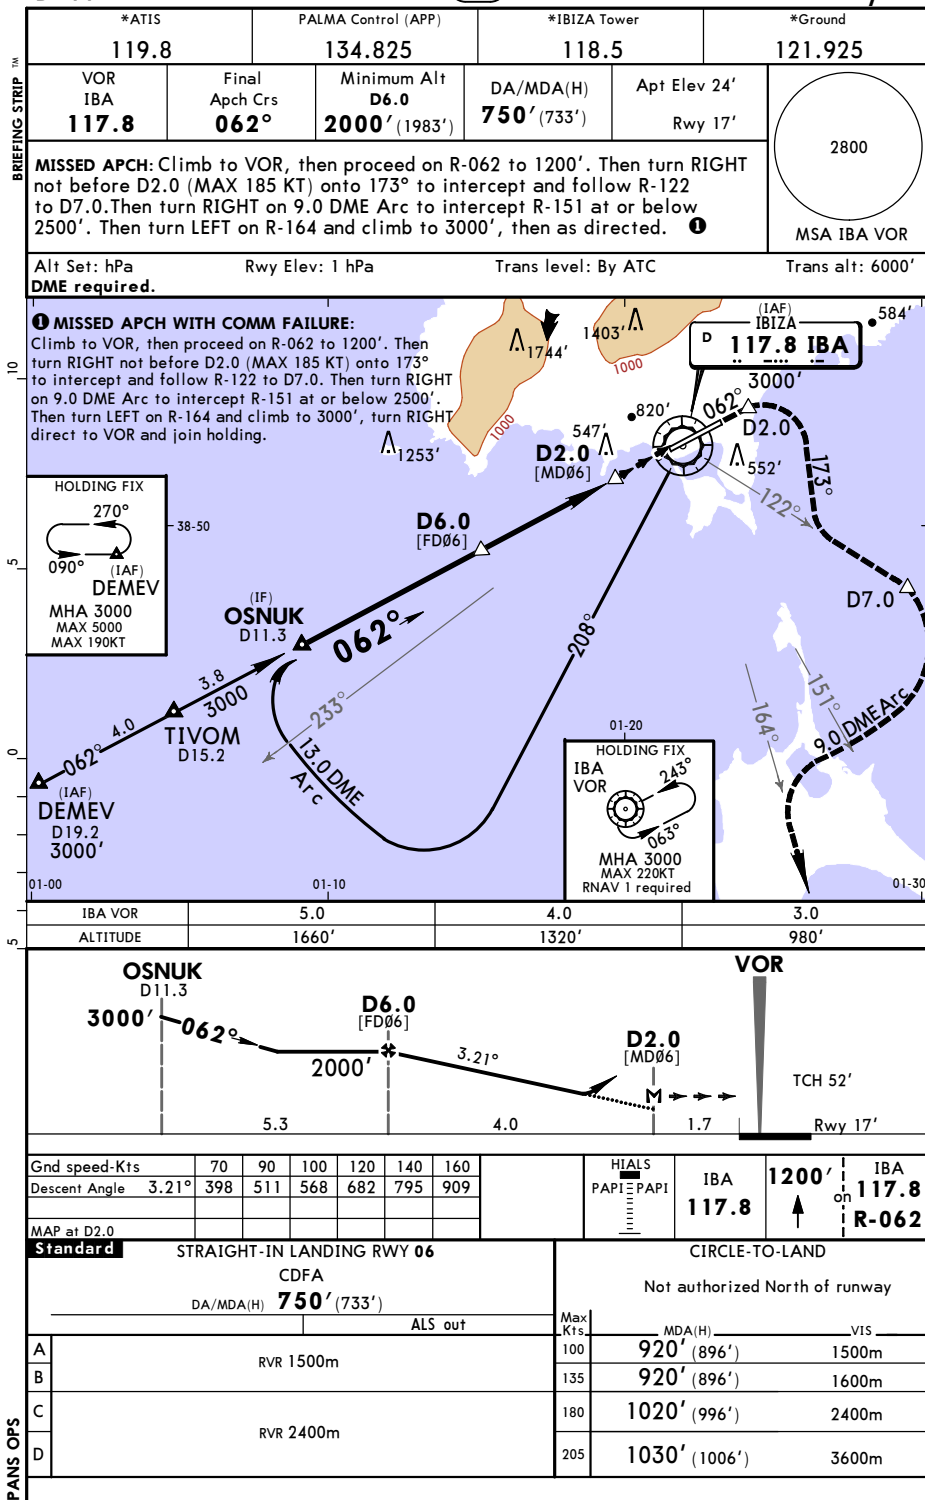 *ATIS
119.8
PALMA Control (APP)
134.825
*IBIZA Tower
118.5
*Ground
121.925
BRIEFING STRIP ™
VOR
IBA
117.8
Final
Apch Crs
062°
Minimum Alt
D6.0
2000' (1983')
DA/MDA(H)
750' (733')
Apt Elev 24'
Rwy 17'
2800
MSA IBA VOR
MISSED APCH: Climb to VOR, then proceed on R-062 to 1200'. Then turn RIGHT
not before D2.0 (MAX 185 KT) onto 173° to intercept and follow R-122
to D7.0.Then turn RIGHT on 9.0 DME Arc to intercept R-151 at or below
2500'. Then turn LEFT on R-164 and climb to 3000', then as directed. ❶
Alt Set: hPa
Rwy Elev: 1 hPa
Trans level: By ATC
Trans alt: 6000'
DME required.
❶ MISSED APCH WITH COMM FAILURE:
Climb to VOR, then proceed on R-062 to 1200'. Then
turn RIGHT not before D2.0 (MAX 185 KT) onto 173°
to intercept and follow R-122 to D7.0. Then turn RIGHT
on 9.0 DME Arc to intercept R-151 at or below 2500'.
Then turn LEFT on R-164 and climb to 3000', turn RIGHT
direct to VOR and join holding.
1744'
1403'
1000
1000
(IAF)
IBIZA
D 117.8 IBA
584'
3000'
820'
062°
D2.0
547'
D2.0
[MDØ6]
1253'
552'
173°
122°
10
5
0
5
HOLDING FIX
270°
090°
(IAF)
DEMEV
MHA 3000
MAX 5000
MAX 190KT
38-50
D6.0
[FDØ6]
D7.0
(IF)
OSNUK
D11.3
062°
208°
3.8
3000
233°
151°
164°
9.0 DME Arc
4.0
062°
TIVOM
D15.2
13.0 DME
Arc
(IAF)
DEMEV
D19.2
3000'
01-20
HOLDING FIX
IBA
VOR
243°
063°
MHA 3000
MAX 220KT
RNAV 1 required
01-00
01-10
01-30
IBA VOR
5.0
4.0
3.0
ALTITUDE
1660'
1320'
980'
OSNUK
D11.3
3000'
062°
2000'
D6.0
[FDØ6]
3.21°
D2.0
[MDØ6]
M
VOR
TCH 52'
5.3
4.0
1.7
Rwy 17'
Gnd speed-Kts 70 90 100 120 140 160
Descent Angle 3.21° 398 511 568 682 795 909
MAP at D2.0
HIALS
PAPI PAPI
IBA
117.8
1200'
on
IBA
117.8
R-062
Standard
STRAIGHT-IN LANDING RWY 06
CDFA
DA/MDA(H) 750' (733')
ALS out
A
B
RVR 1500m
C
D
RVR 2400m
CIRCLE-TO-LAND
Not authorized North of runway
Max
Kts
MDA(H)
VIS
100 920' (896') 1500m
135 920' (896') 1600m
180 1020' (996') 2400m
205 1030' (1006') 3600m
PANS OPS